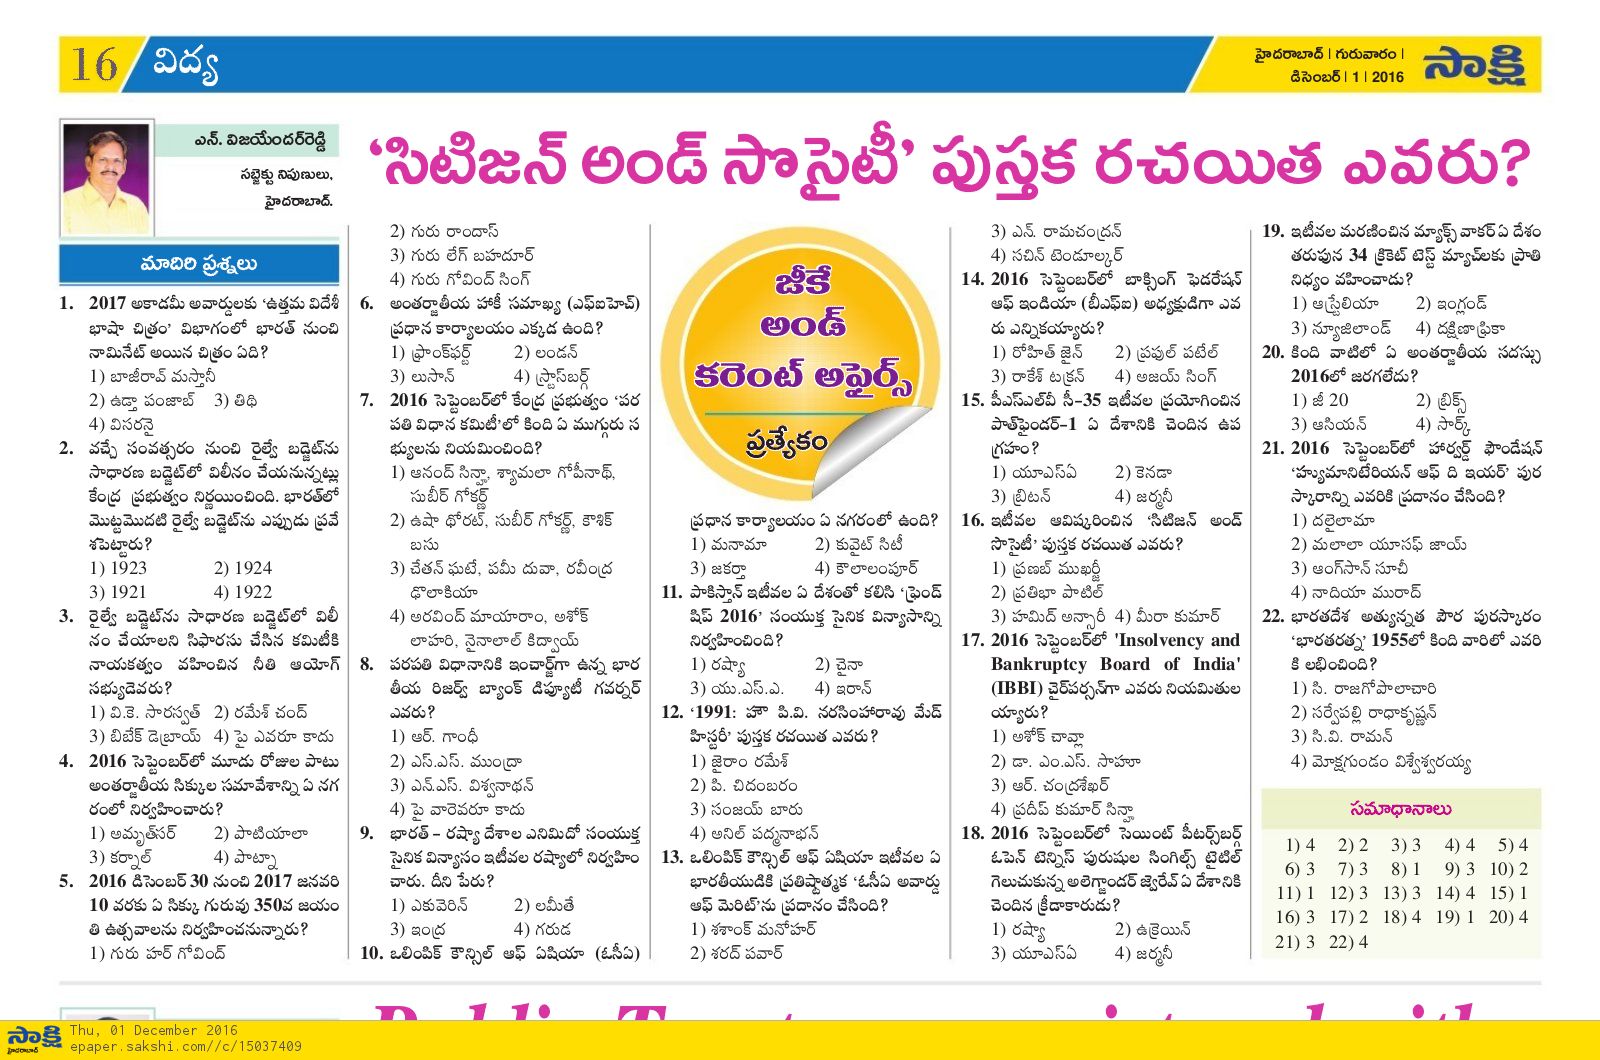 16 విద్య
హైదరాబాద్ | గురువారం |
డిసెంబర్ | 1 | 2016
సాక్షి
ఎన్. విజయేందర్‌రెడ్డి
సబ్జెక్టు నిపుణులు,
హైదరాబాద్.
‘సిటిజన్ అండ్ సొసైటీ’ పుస్తక రచయిత ఎవరు?
మాదిరి ప్రశ్నలు
1. 2017 అకాడమీ అవార్డులకు ‘ఉత్తమ విదేశీ
భాషా చిత్రం’ విభాగంలో భారత్ నుంచి
నామినేట్ అయిన చిత్రం ఏది?
1) బాజీరావ్ మస్తానీ
2) ఉడ్తా పంజాబ్ 3) తిథి
4) విసరనై
2. వచ్చే సంవత్సరం నుంచి రైల్వే బడ్జెట్‌ను
సాధారణ బడ్జెట్‌లో విలీనం చేయనున్నట్లు
కేంద్ర ప్రభుత్వం నిర్ణయించింది. భారత్‌లో
మొట్టమొదటి రైల్వే బడ్జెట్‌ను ఎప్పుడు ప్రవే
శపెట్టారు?
1) 1923 2) 1924
3) 1921 4) 1922
3. రైల్వే బడ్జెట్‌ను సాధారణ బడ్జెట్‌లో విలీ
నం చేయాలని సిఫారసు చేసిన కమిటీకి
నాయకత్వం వహించిన నీతి ఆయోగ్
సభ్యుడెవరు?
1) వి.కె. సారస్వత్ 2) రమేశ్ చంద్
3) బిబేక్ డెబ్రాయ్ 4) పై ఎవరూ కాదు
4. 2016 సెప్టెంబర్‌లో మూడు రోజుల పాటు
అంతర్జాతీయ సిక్కుల సమావేశాన్ని ఏ నగ
రంలో నిర్వహించారు?
1) అమృత్‌సర్ 2) పాటియాలా
3) కర్నాల్ 4) పాట్నా
5. 2016 డిసెంబర్ 30 నుంచి 2017 జనవరి
10 వరకు ఏ సిక్కు గురువు 350వ జయం
తి ఉత్సవాలను నిర్వహించనున్నారు?
1) గురు హర్ గోవింద్
2) గురు రాందాస్
3) గురు లేగ్ బహదూర్
4) గురు గోవింద్ సింగ్
6. అంతర్జాతీయ హాకీ సమాఖ్య (ఎఫ్ఐహెచ్)
ప్రధాన కార్యాలయం ఎక్కడ ఉంది?
1) ఫ్రాంక్‌ఫర్ట్ 2) లండన్
3) లుసాన్ 4) స్ట్రాస్‌బర్గ్
7. 2016 సెప్టెంబర్‌లో కేంద్ర ప్రభుత్వం ‘పర
పతి విధాన కమిటీ’లో కింది ఏ ముగ్గురు స
భ్యులను నియమించింది?
1) ఆనంద్ సిన్హా, శ్యామలా గోపీనాథ్,
సుబీర్ గోకర్ణ్
2) ఉషా థోరట్, సుబీర్ గోకర్ణ్, కౌశిక్
బసు
3) చేతన్ ఘటే, పమీ దువా, రవీంద్ర
ఢొలాకియా
4) అరవింద్ మాయారాం, అశోక్
లాహరి, నైనాలాల్ కిద్వాయ్
8. పరపతి విధానానికి ఇంచార్జ్‌గా ఉన్న భార
తీయ రిజర్వ్ బ్యాంక్ డిప్యూటీ గవర్నర్
ఎవరు?
1) ఆర్. గాంధీ
2) ఎస్.ఎస్. ముంద్రా
3) ఎన్.ఎస్. విశ్వనాథన్
4) పై వారెవరూ కాదు
9. భారత్ – రష్యా దేశాల ఎనిమిదో సంయుక్త
సైనిక విన్యాసం ఇటీవల రష్యాలో నిర్వహిం
చారు. దీని పేరు?
1) ఎకువెరిన్ 2) లమీతే
3) ఇంద్ర 4) గరుడ
10. ఒలింపిక్ కౌన్సిల్ ఆఫ్ ఏషియా (ఓసీఏ)
జీకే
అండ్
కరెంట్ అఫైర్స్
ప్రత్యేకం
ప్రధాన కార్యాలయం ఏ నగరంలో ఉంది?
1) మనామా 2) కువైట్ సిటీ
3) జకర్తా 4) కౌలాలంపూర్
11. పాకిస్తాన్ ఇటీవల ఏ దేశంతో కలిసి ‘ఫ్రెండ్
షిప్ 2016’ సంయుక్త సైనిక విన్యాసాన్ని
నిర్వహించింది?
1) రష్యా 2) చైనా
3) యు.ఎస్.ఎ. 4) ఇరాన్
12. ‘1991: హౌ పి.వి. నరసింహారావు మేడ్
హిస్టరీ’ పుస్తక రచయిత ఎవరు?
1) జైరాం రమేశ్
2) పి. చిదంబరం
3) సంజయ్ బారు
4) అనిల్ పద్మనాభన్
13. ఒలింపిక్ కౌన్సిల్ ఆఫ్ ఏషియా ఇటీవల ఏ
భారతీయుడికి ప్రతిష్టాత్మక ‘ఓసీఏ అవార్డు
ఆఫ్ మెరిట్’ను ప్రదానం చేసింది?
1) శశాంక్ మనోహర్
2) శరద్ పవార్
3) ఎన్. రామచంద్రన్
4) సచిన్ టెండూల్కర్
14. 2016 సెప్టెంబర్‌లో బాక్సింగ్ ఫెడరేషన్
ఆఫ్ ఇండియా (బీఎఫ్ఐ) అధ్యక్షుడిగా ఎవ
రు ఎన్నికయ్యారు?
1) రోహిత్ జైన్ 2) ప్రఫుల్ పటేల్
3) రాకేశ్ టక్రన్ 4) అజయ్ సింగ్
15. పీఎస్ఎల్‌వీ సీ–35 ఇటీవల ప్రయోగించిన
పాత్‌ఫైండర్–1 ఏ దేశానికి చెందిన ఉప
గ్రహం?
1) యూఎస్ఏ 2) కెనడా
3) బ్రిటన్ 4) జర్మనీ
16. ఇటీవల ఆవిష్కరించిన ‘సిటిజన్ అండ్
సొసైటీ’ పుస్తక రచయిత ఎవరు?
1) ప్రణబ్ ముఖర్జీ
2) ప్రతిభా పాటిల్
3) హమిద్ అన్సారీ 4) మీరా కుమార్
17. 2016 సెప్టెంబర్‌లో 'Insolvency and
Bankruptcy Board of India'
(IBBI) చైర్‌పర్సన్‌గా ఎవరు నియమితుల
య్యారు?
1) అశోక్ చావ్లా
2) డా. ఎం.ఎస్. సాహూ
3) ఆర్. చంద్రశేఖర్
4) ప్రదీప్ కుమార్ సిన్హా
18. 2016 సెప్టెంబర్‌లో సెయింట్ పీటర్స్‌బర్గ్
ఓపెన్ టెన్నిస్ పురుషుల సింగిల్స్ టైటిల్
గెలుచుకున్న అలెగ్జాండర్ జ్వెరేవ్ ఏ దేశానికి
చెందిన క్రీడాకారుడు?
1) రష్యా 2) ఉక్రెయిన్
3) యూఎస్ఏ 4) జర్మనీ
19. ఇటీవల మరణించిన మ్యాక్స్ వాకర్ ఏ దేశం
తరుపున 34 క్రికెట్ టెస్ట్ మ్యాచ్‌లకు ప్రాతి
నిధ్యం వహించాడు?
1) ఆస్ట్రేలియా 2) ఇంగ్లండ్
3) న్యూజిలాండ్ 4) దక్షిణాఫ్రికా
20. కింది వాటిలో ఏ అంతర్జాతీయ సదస్సు
2016లో జరగలేదు?
1) జీ 20 2) బ్రిక్స్
3) ఆసియన్ 4) సార్క్
21. 2016 సెప్టెంబర్‌లో హార్వర్డ్ ఫౌండేషన్
‘హ్యుమానిటేరియన్ ఆఫ్ ది ఇయర్’ పుర
స్కారాన్ని ఎవరికి ప్రదానం చేసింది?
1) దలైలామా
2) మలాలా యూసఫ్ జాయ్
3) ఆంగ్‌సాన్ సూచీ
4) నాదియా మురాద్
22. భారతదేశ అత్యున్నత పౌర పురస్కారం
‘భారతరత్న’ 1955లో కింది వారిలో ఎవరి
కి లభించింది?
1) సి. రాజగోపాలాచారి
2) సర్వేపల్లి రాధాకృష్ణన్
3) సి.వి. రామన్
4) మోక్షగుండం విశ్వేశ్వరయ్య
సమాధానాలు
1) 4 2) 2 3) 3 4) 4 5) 4
6) 3 7) 3 8) 1 9) 3 10) 2
11) 1 12) 3 13) 3 14) 4 15) 1
16) 3 17) 2 18) 4 19) 1 20) 4
21) 3 22) 4
సాక్షి
హైదరాబాద్
Thu, 01 December 2016
epaper.sakshi.com//c/15037409